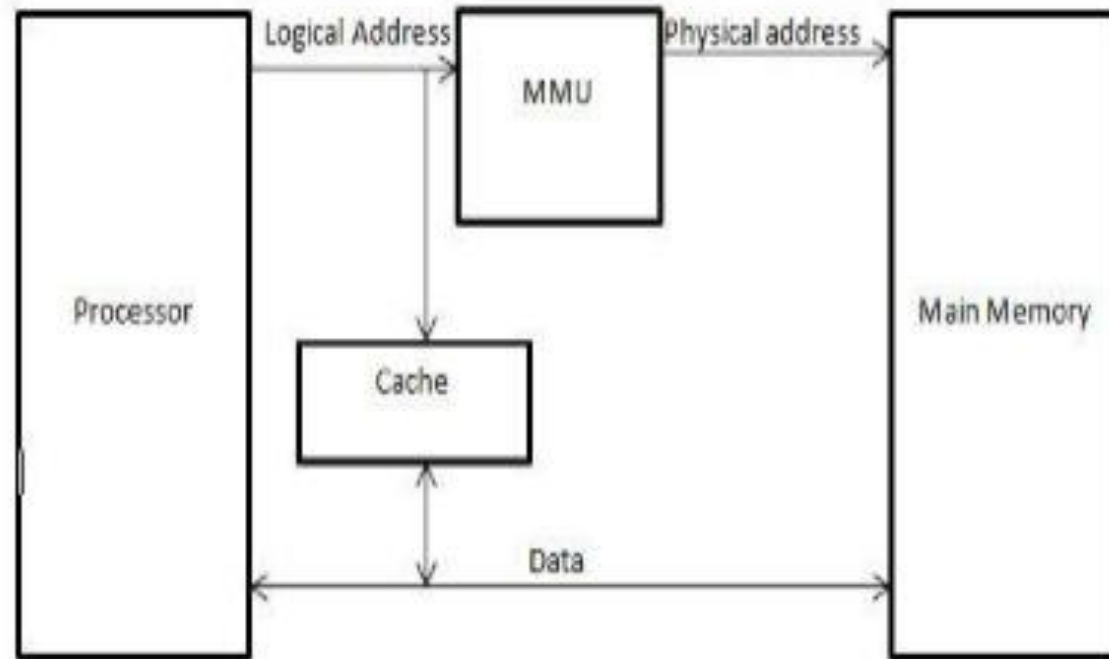 Logical Address
Physical address
MMU
Processor
Main Memory
Cache
Data